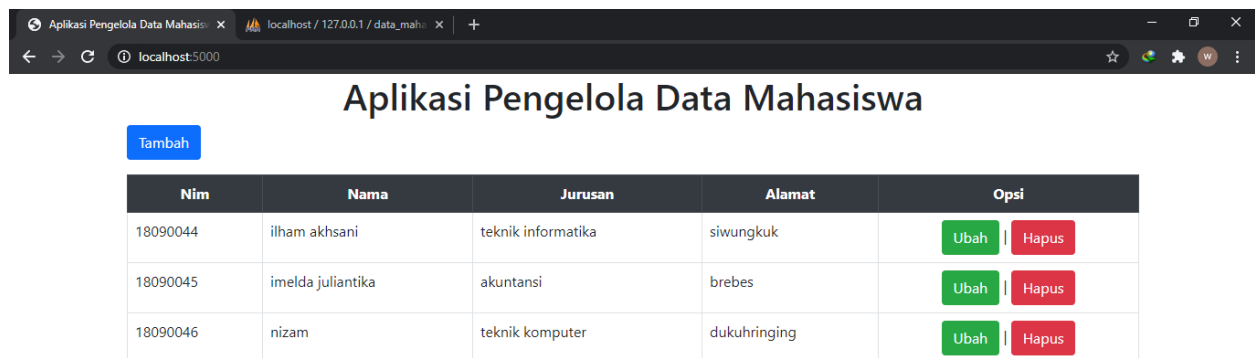 Aplikasi Pengelola Data Mahasis
localhost / 127.0.0.1 / data_maha
localhost:5000
W
Aplikasi Pengelola Data Mahasiswa
Tambah
Nim Nama Jurusan Alamat Opsi
18090044 ilham akhsani teknik informatika siwungkuk Ubah | Hapus
18090045 imelda juliantika akuntansi brebes Ubah | Hapus
18090046 nizam teknik komputer dukuhringing Ubah | Hapus